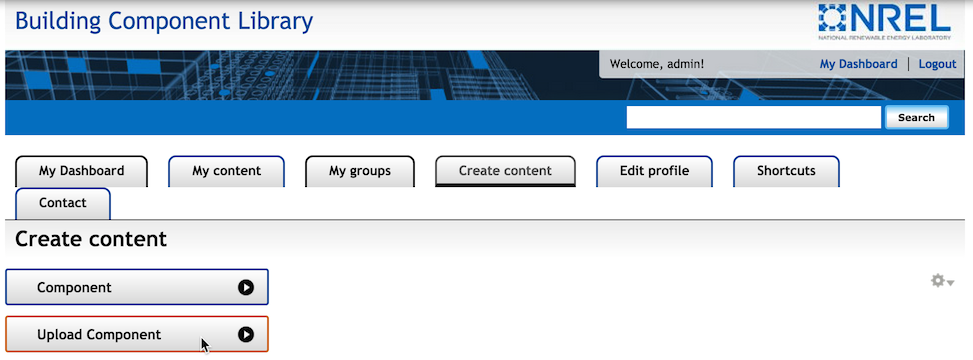 Building Component Library
NREL
NATIONAL RENEWABLE ENERGY LABORATORY
Welcome, admin! My Dashboard | Logout
Search
My Dashboard My content My groups Create content Edit profile Shortcuts
Contact
Create content
Component
Upload Component